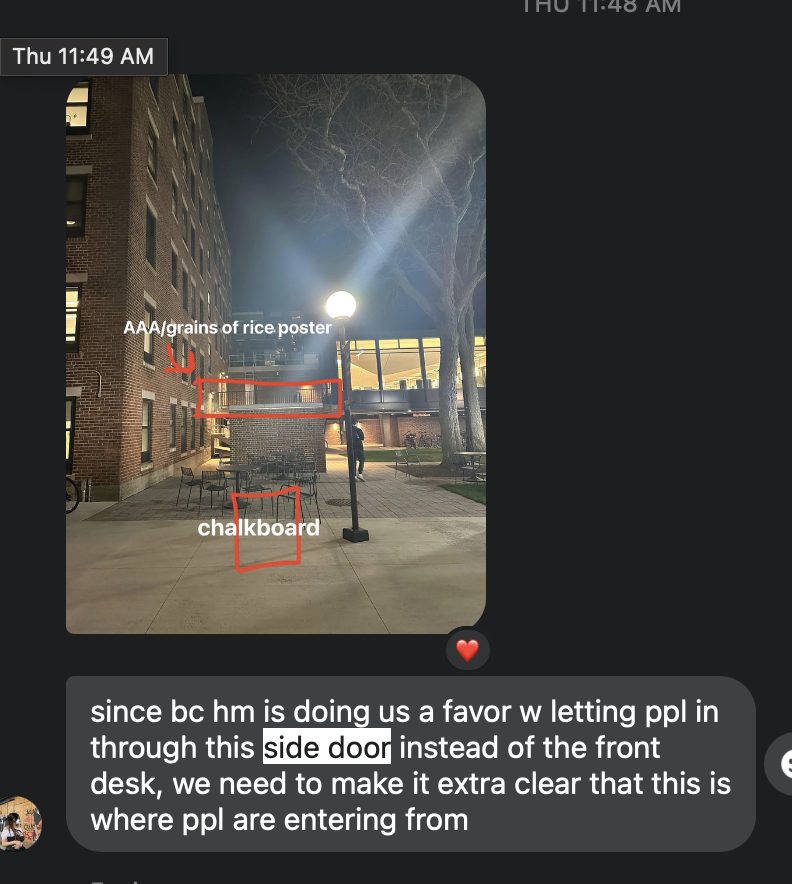 THU 11:48 AM
Thu 11:49 AM
AAA/grains of rice poster
chalkboard
since bc hm is doing us a favor w letting ppl in
through this side door instead of the front
desk, we need to make it extra clear that this is
where ppl are entering from